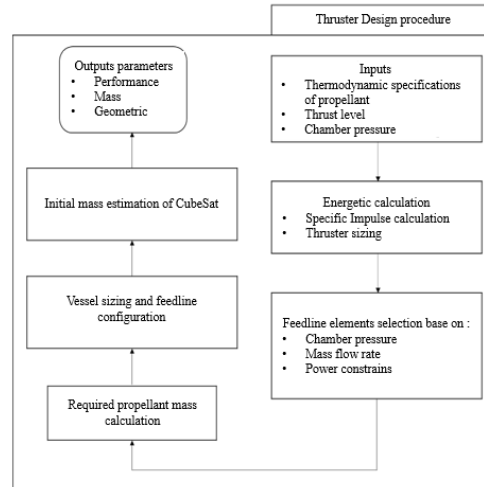 Thruster Design procedure
Inputs
• Thermodynamic specifications
of propellant
• Thrust level
• Chamber pressure
Energetic calculation
• Specific Impulse calculation
• Thruster sizing
Feedline elements selection base on :
• Chamber pressure
• Mass flow rate
• Power constrains
Required propellant mass
calculation
Vessel sizing and feedline
configuration
Initial mass estimation of CubeSat
Outputs parameters
• Performance
• Mass
• Geometric